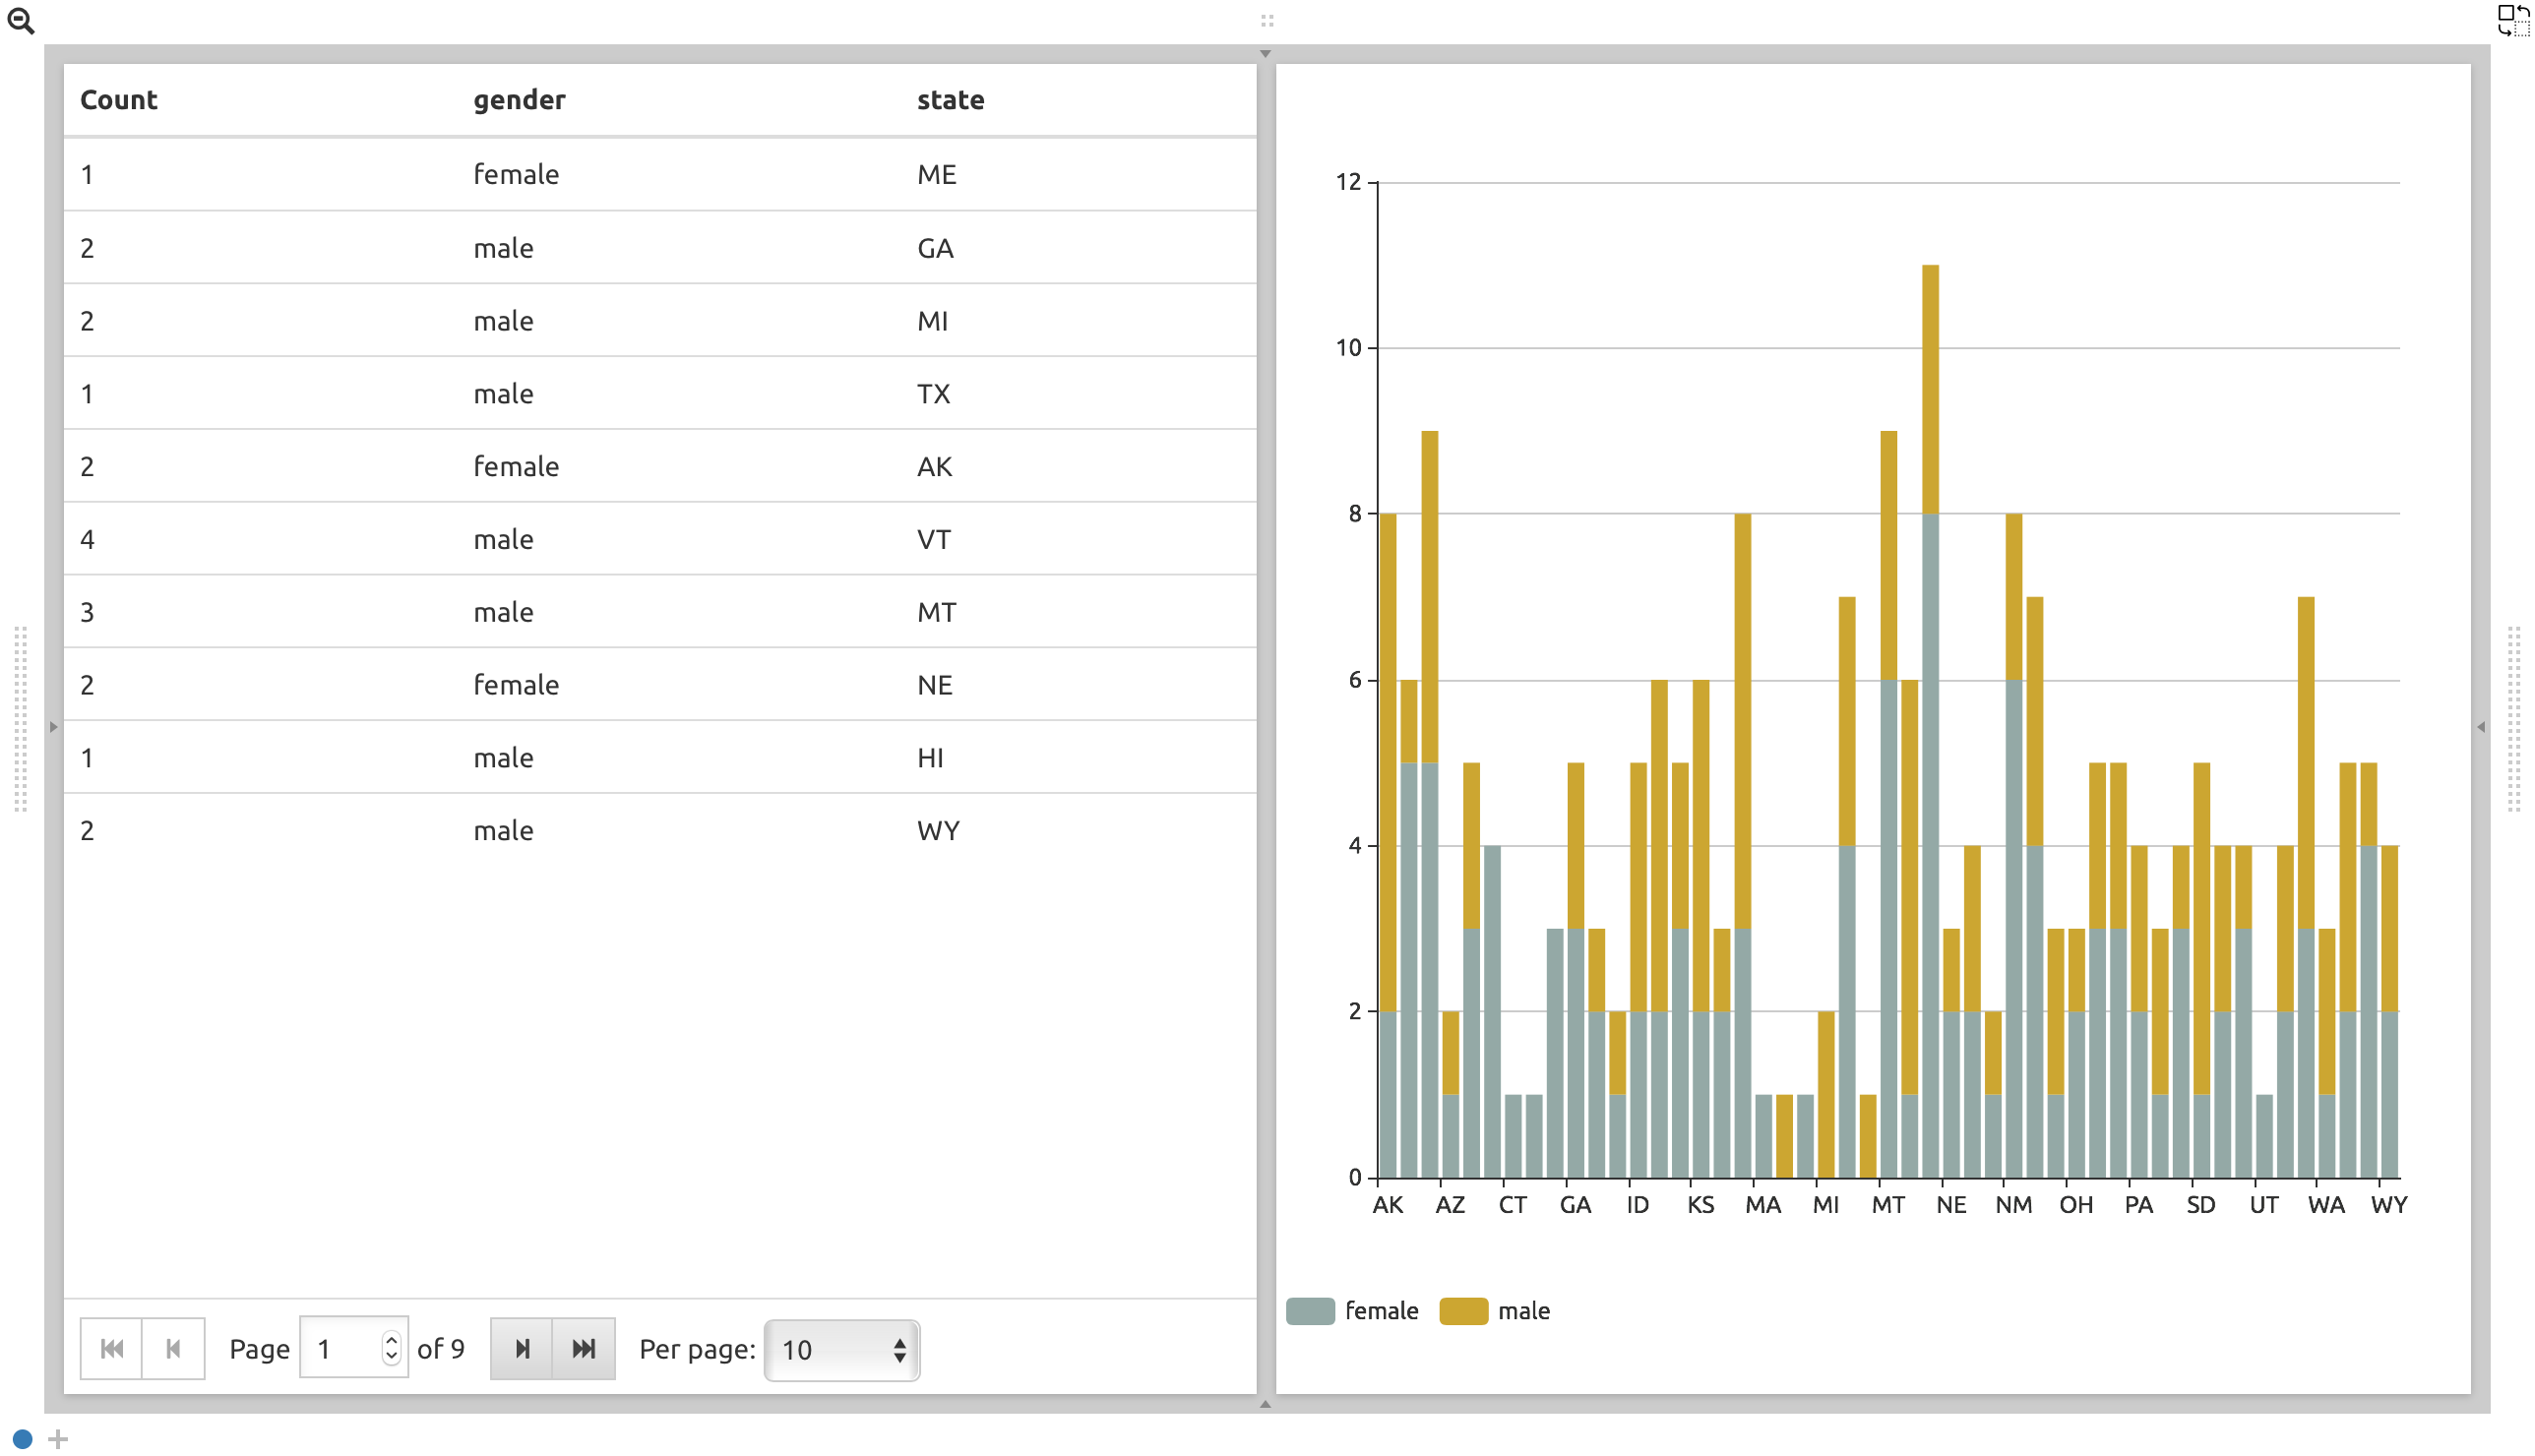 Count gender state
1 female ME
2 male GA
2 male MI
1 male TX
2 female AK
4 male VT
3 male MT
2 female NE
1 male HI
2 male WY
Page 1 of 9 Per page: 10
12
10
8
6
4
2
0
AK AZ CT GA ID KS MA MI MT NE NM OH PA SD UT WA WY
female male